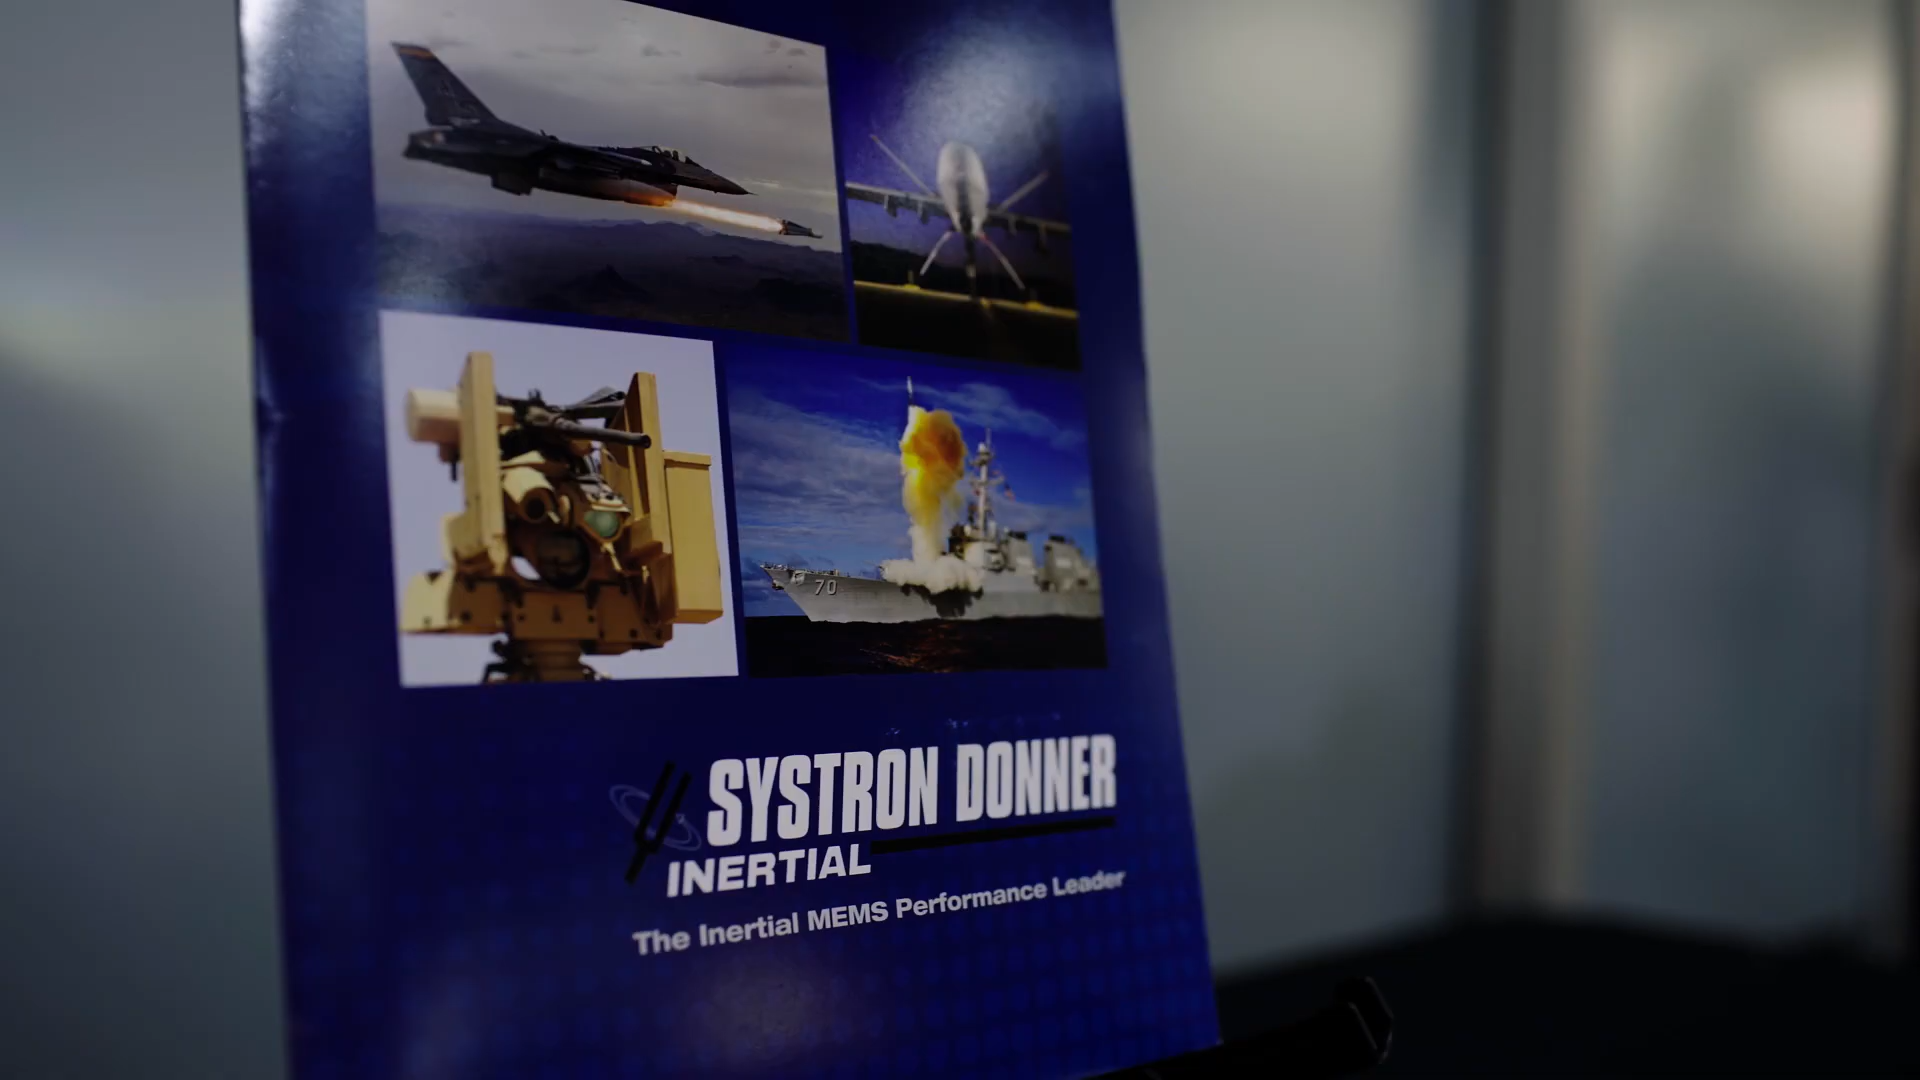 70
SYSTRON DONNER
INERTIAL
The Inertial MEMS Performance Leader